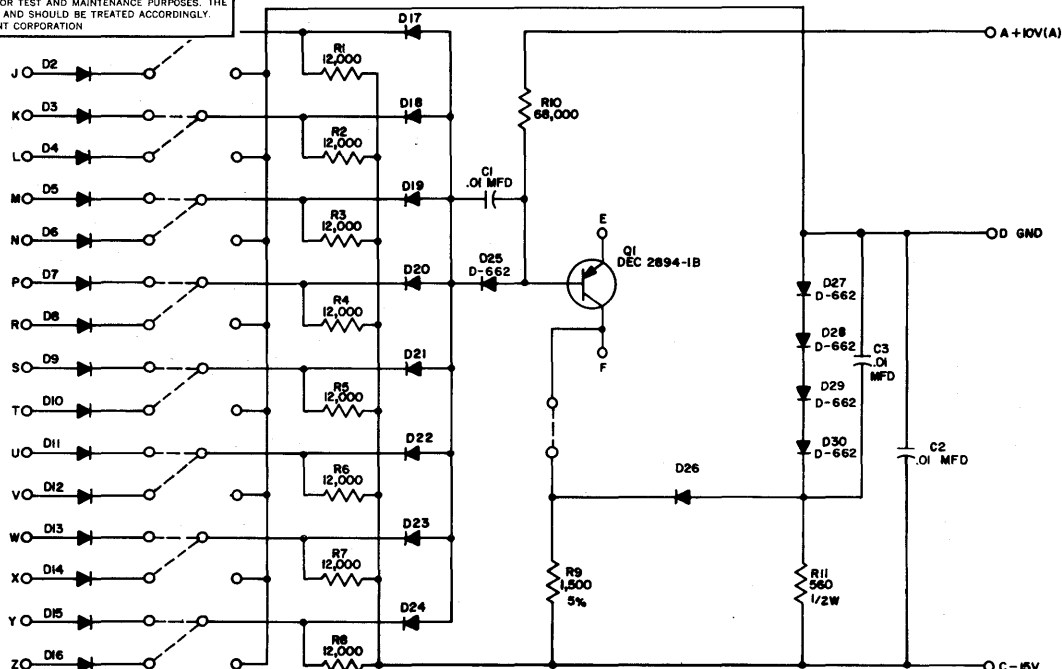 OR TEST AND MAINTENANCE PURPOSES. THE
AND SHOULD BE TREATED ACCORDINGLY.
NT CORPORATION
D17
A +10V(A)
R1
12,000
J D2
K D3
D18
R10
68,000
L D4
R2
12,000
C1
.01 MFD
M D5
D19
N D6
R3
12,000
E
D GND
Q1
DEC 2894-1B
D25
D-662
P D7
D20
D27
D-662
R D8
R4
12,000
D28
D-662
C3
.01
MFD
F
S D9
D21
D29
D-662
T D10
R5
12,000
D30
D-662
C2
.01 MFD
U D11
D22
V D12
R6
12,000
D26
W D13
D23
X D14
R7
12,000
R9
1,500
5%
R11
560
1/2W
Y D15
D24
Z D16
R8
12,000
C-15V